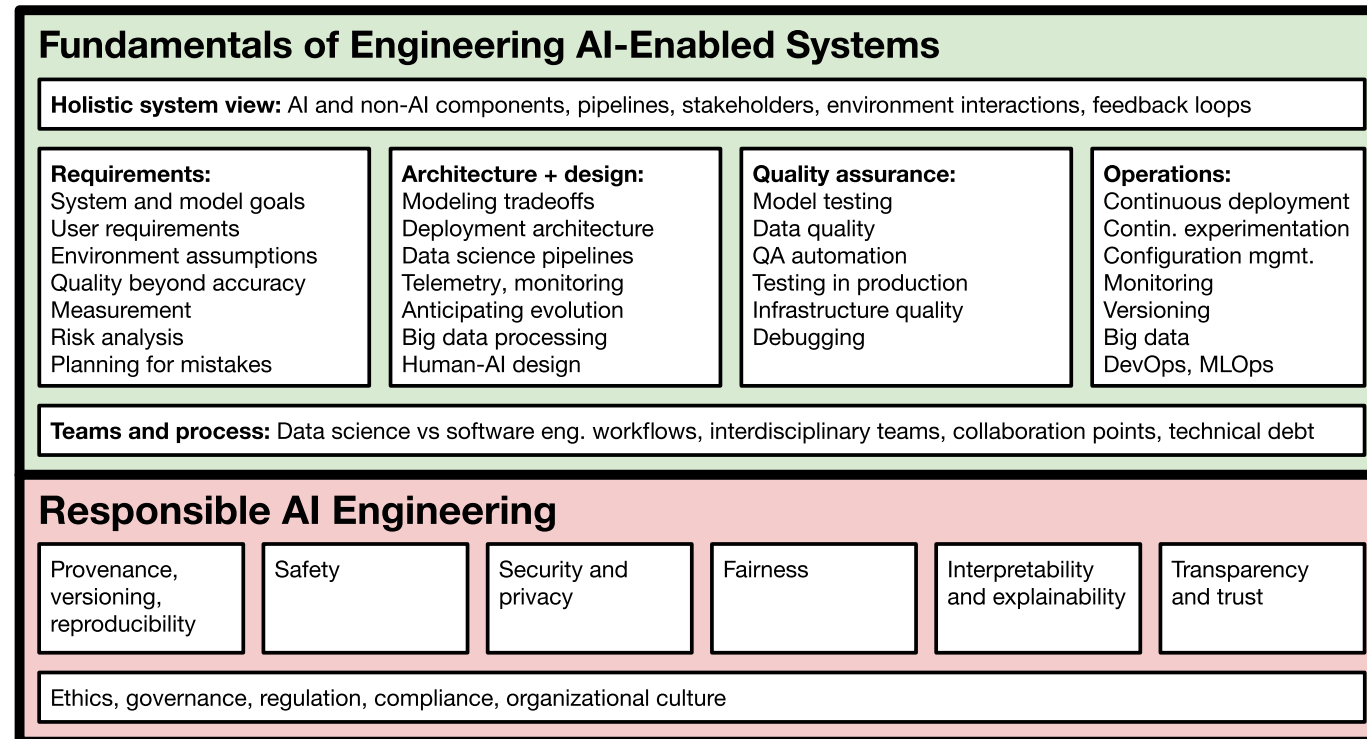 Fundamentals of Engineering AI-Enabled Systems
Holistic system view: AI and non-AI components, pipelines, stakeholders, environment interactions, feedback loops
Requirements:
System and model goals
User requirements
Environment assumptions
Quality beyond accuracy
Measurement
Risk analysis
Planning for mistakes
Architecture + design:
Modeling tradeoffs
Deployment architecture
Data science pipelines
Telemetry, monitoring
Anticipating evolution
Big data processing
Human-AI design
Quality assurance:
Model testing
Data quality
QA automation
Testing in production
Infrastructure quality
Debugging
Operations:
Continuous deployment
Contin. experimentation
Configuration mgmt.
Monitoring
Versioning
Big data
DevOps, MLOps
Teams and process: Data science vs software eng. workflows, interdisciplinary teams, collaboration points, technical debt
Responsible AI Engineering
Provenance,
versioning,
reproducibility
Safety
Security and
privacy
Fairness
Interpretability
and explainability
Transparency
and trust
Ethics, governance, regulation, compliance, organizational culture